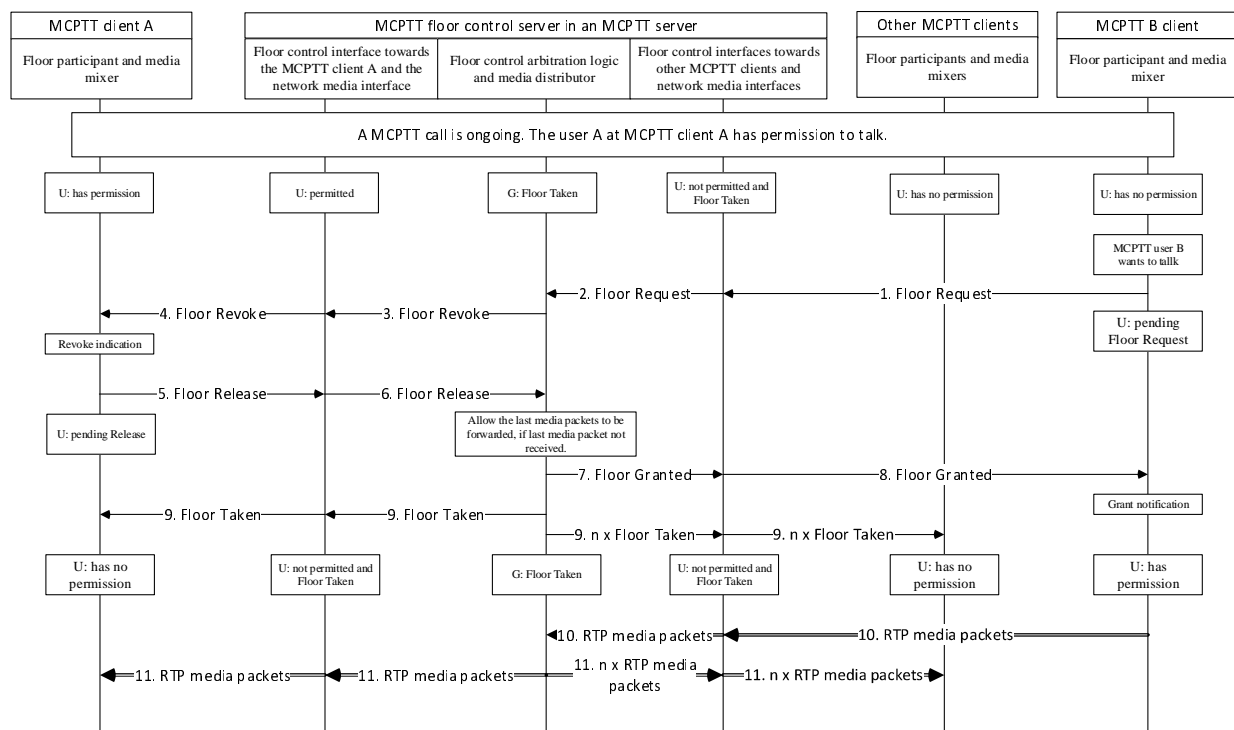 MCPTT client A
MCPTT floor control server in an MCPTT server
Other MCPTT clients
MCPTT B client
Floor participant and media
mixer
Floor control interface towards
the MCPTT client A and the
network media interface
Floor control arbitration logic
and media distributor
Floor control interfaces towards
other MCPTT clients and
network media interfaces
Floor participants and media
mixers
Floor participant and media
mixer
A MCPTT call is ongoing. The user A at MCPTT client A has permission to talk.
U: has permission
U: permitted
G: Floor Taken
U: not permitted and
Floor Taken
U: has no permission
U: has no permission
MCPTT user B
wants to tallk
2. Floor Request
1. Floor Request
4. Floor Revoke
3. Floor Revoke
Revoke indication
U: pending
Floor Request
5. Floor Release
6. Floor Release
U: pending Release
Allow the last media packets to be
forwarded, if last media packet not
received.
7. Floor Granted
8. Floor Granted
Grant notification
9. Floor Taken
9. Floor Taken
9. n x Floor Taken
9. n x Floor Taken
U: has no
permission
U: not permitted and
Floor Taken
G: Floor Taken
U: not permitted and
Floor Taken
U: has no
permission
U: has
permission
10. RTP media packets
10. RTP media packets
11. RTP media packets
11. RTP media packets
11. n x RTP media
packets
11. n x RTP media packets